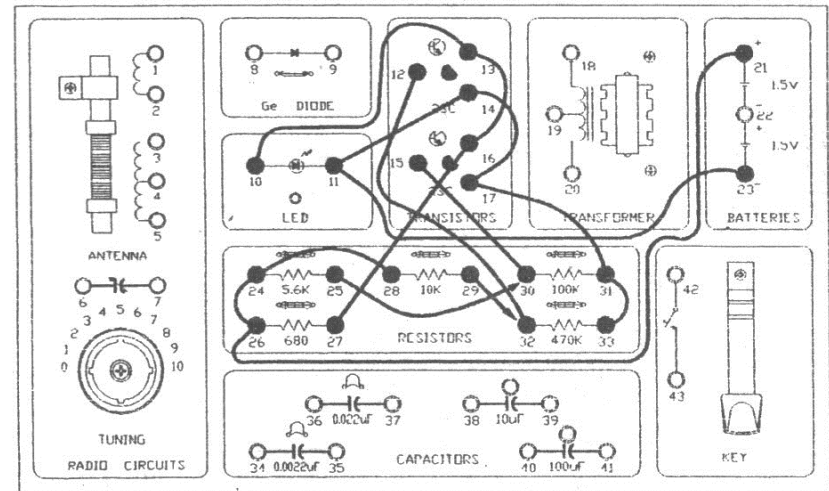 1
2
3
4
5
ANTENNA
6 7
0 1 2 3 4 5 6 7 8 9 10
TUNING
RADIO CIRCUITS
8 9
Ge DIODE
10 11
LED
12 13
14
2SC
15 16
17
2SC
TRANSISTORS
18
19
20
TRANSFORMER
+
21
1.5V
-
22
+
1.5V
23-
BATTERIES
24 5.6K 25 28 10K 29 30 100K 31
26 680 27 32 470K 33
RESISTORS
36 0.022uF 37 38 10uF 39
34 0.0022uF 35 40 100uF 41
CAPACITORS
42
43
KEY